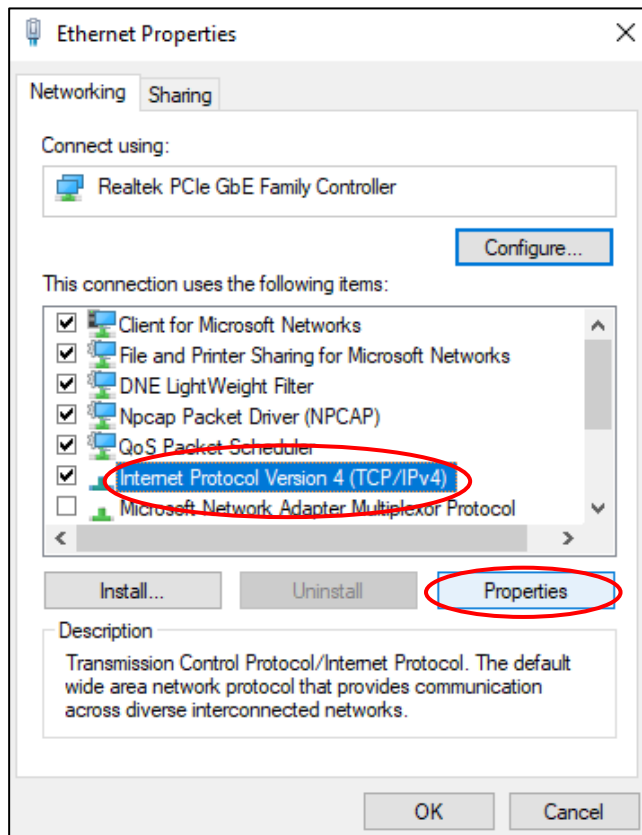 Ethernet Properties
Networking
Sharing
Connect using:
Realtek PCIe GbE Family Controller
Configure...
This connection uses the following items:
Client for Microsoft Networks
File and Printer Sharing for Microsoft Networks
DNE LightWeight Filter
Npcap Packet Driver (NPCAP)
QoS Packet Scheduler
Internet Protocol Version 4 (TCP/IPv4)
Microsoft Network Adapter Multiplexor Protocol
Install...
Uninstall
Properties
Description
Transmission Control Protocol/Internet Protocol. The default
wide area network protocol that provides communication
across diverse interconnected networks.
OK
Cancel